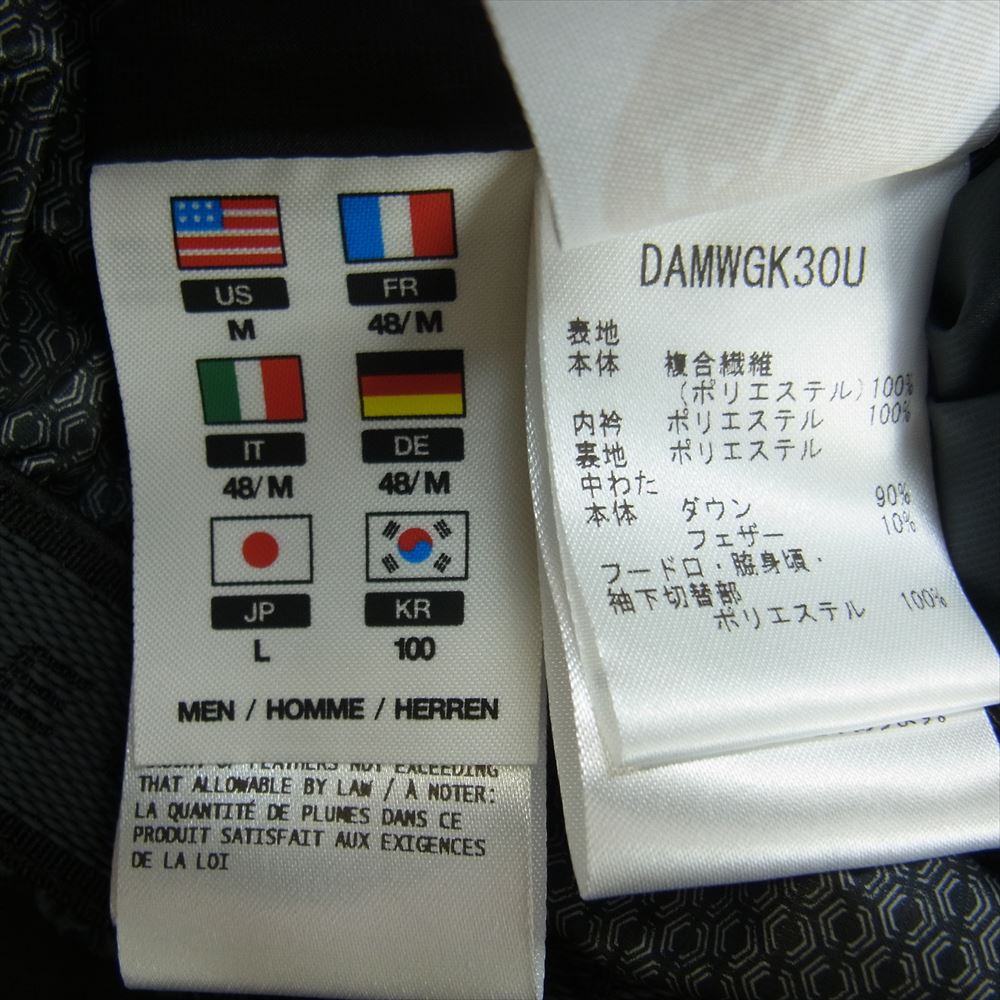 US
FR
M
48/M
IT
DE
48/M
48/M
JP
KR
L
100
MEN / HOMME / HERREN
FEATHERS NOT EXCEEDING
THAT ALLOWABLE BY LAW / A NOTER:
LA QUANTITÉ DE PLUMES DANS CE
PRODUIT SATISFAIT AUX EXIGENCES
DE LA LOI
DAMWGK30U
表地
本体 複合繊維
(ポリエステル)100%
内衿 ポリエステル 100%
裏地 ポリエステル
中わた
本体 ダウン 90%
フェザー 10%
フードロ・脇身頃・
袖下切替部
ポリエステル 100%